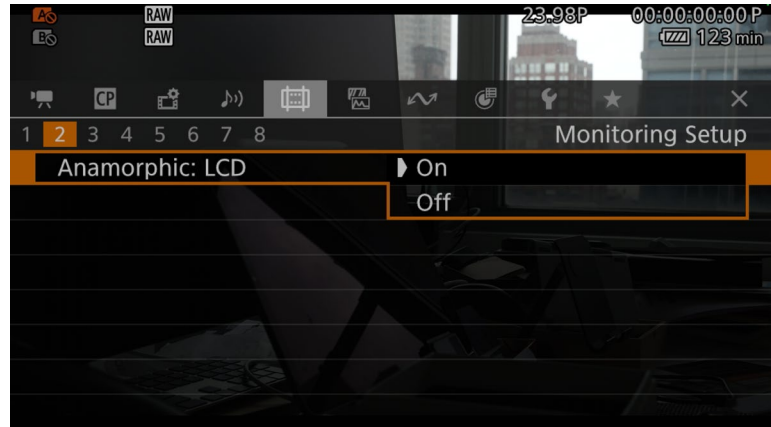 A RAW 23.98P 00:00:00:00 P
B RAW 123 min
CP
1 2 3 4 5 6 7 8 Monitoring Setup
Anamorphic: LCD On
Off